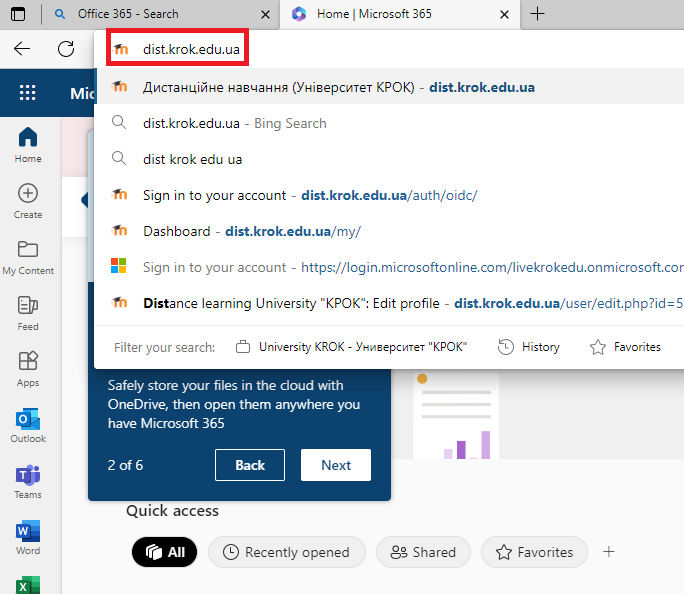 Office 365 - Search
Home | Microsoft 365
dist.krok.edu.ua
Mic
Дистанційне навчання (Університет КРОК) - dist.krok.edu.ua
dist.krok.edu.ua - Bing Search
dist krok edu ua
Sign in to your account - dist.krok.edu.ua/auth/oidc/
Dashboard - dist.krok.edu.ua/my/
Sign in to your account - https://login.microsoftonline.com/livekrokedu.onmicrosoft.com
Distance learning University "КРОК": Edit profile - dist.krok.edu.ua/user/edit.php?id=5
Filter your search:
University KROK - Университет "КРОК"
History
Favorites
Home
Create
My Content
Feed
Apps
Outlook
Teams
Word
Safely store your files in the cloud with
OneDrive, then open them anywhere you
have Microsoft 365
2 of 6
Back
Next
Quick access
All
Recently opened
Shared
Favorites